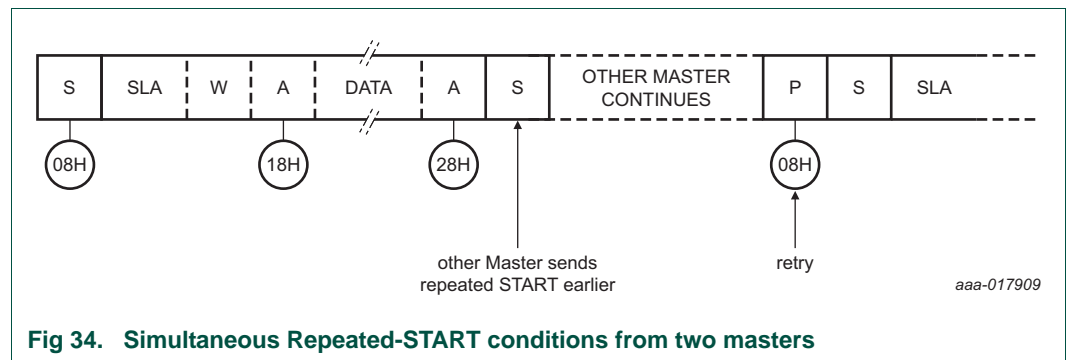 S SLA W A DATA A S OTHER MASTER CONTINUES P S SLA
08H 18H 28H 08H
other Master sends
repeated START earlier
retry
aaa-017909
Fig 34. Simultaneous Repeated-START conditions from two masters